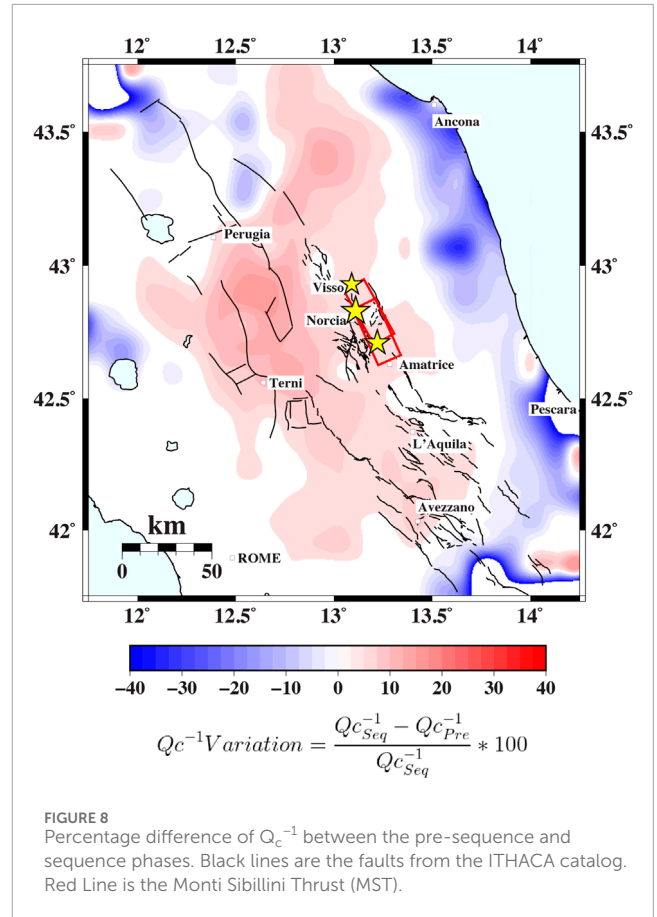 12˚ 12.5˚ 13˚ 13.5˚ 14˚
43.5˚ 43.5˚
Ancona
Perugia
43˚ 43˚
Visso
Norcia
Amatrice
Terni
42.5˚ 42.5˚
Pescara
L'Aquila
Avezzano
42˚ 42˚
km
ROME
0 50
12˚ 12.5˚ 13˚ 13.5˚ 14˚
−40 −30 −20 −10 0 10 20 30 40
Qc⁻¹Variation = (Qc⁻¹_Seq − Qc⁻¹_Pre) / Qc⁻¹_Seq * 100
FIGURE 8
Percentage difference of Q_c⁻¹ between the pre-sequence and
sequence phases. Black lines are the faults from the ITHACA catalog.
Red Line is the Monti Sibillini Thrust (MST).